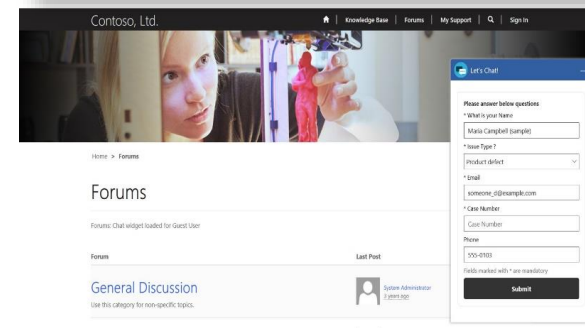 Contoso, Ltd.
Knowledge Base | Forums | My Support | Sign In
Let's Chat!
Please answer below questions
* What is your Name
Maria Campbell (sample)
* Issue Type ?
Product defect
* Email
someone_d@example.com
* Case Number
Case Number
Phone
555-0103
Fields marked with * are mandatory
Submit
Home > Forums
Forums
Forums: Chat widget loaded for Guest User
Forum Last Post
General Discussion
Use this category for non-specific topics.
System Administrator
3 years ago